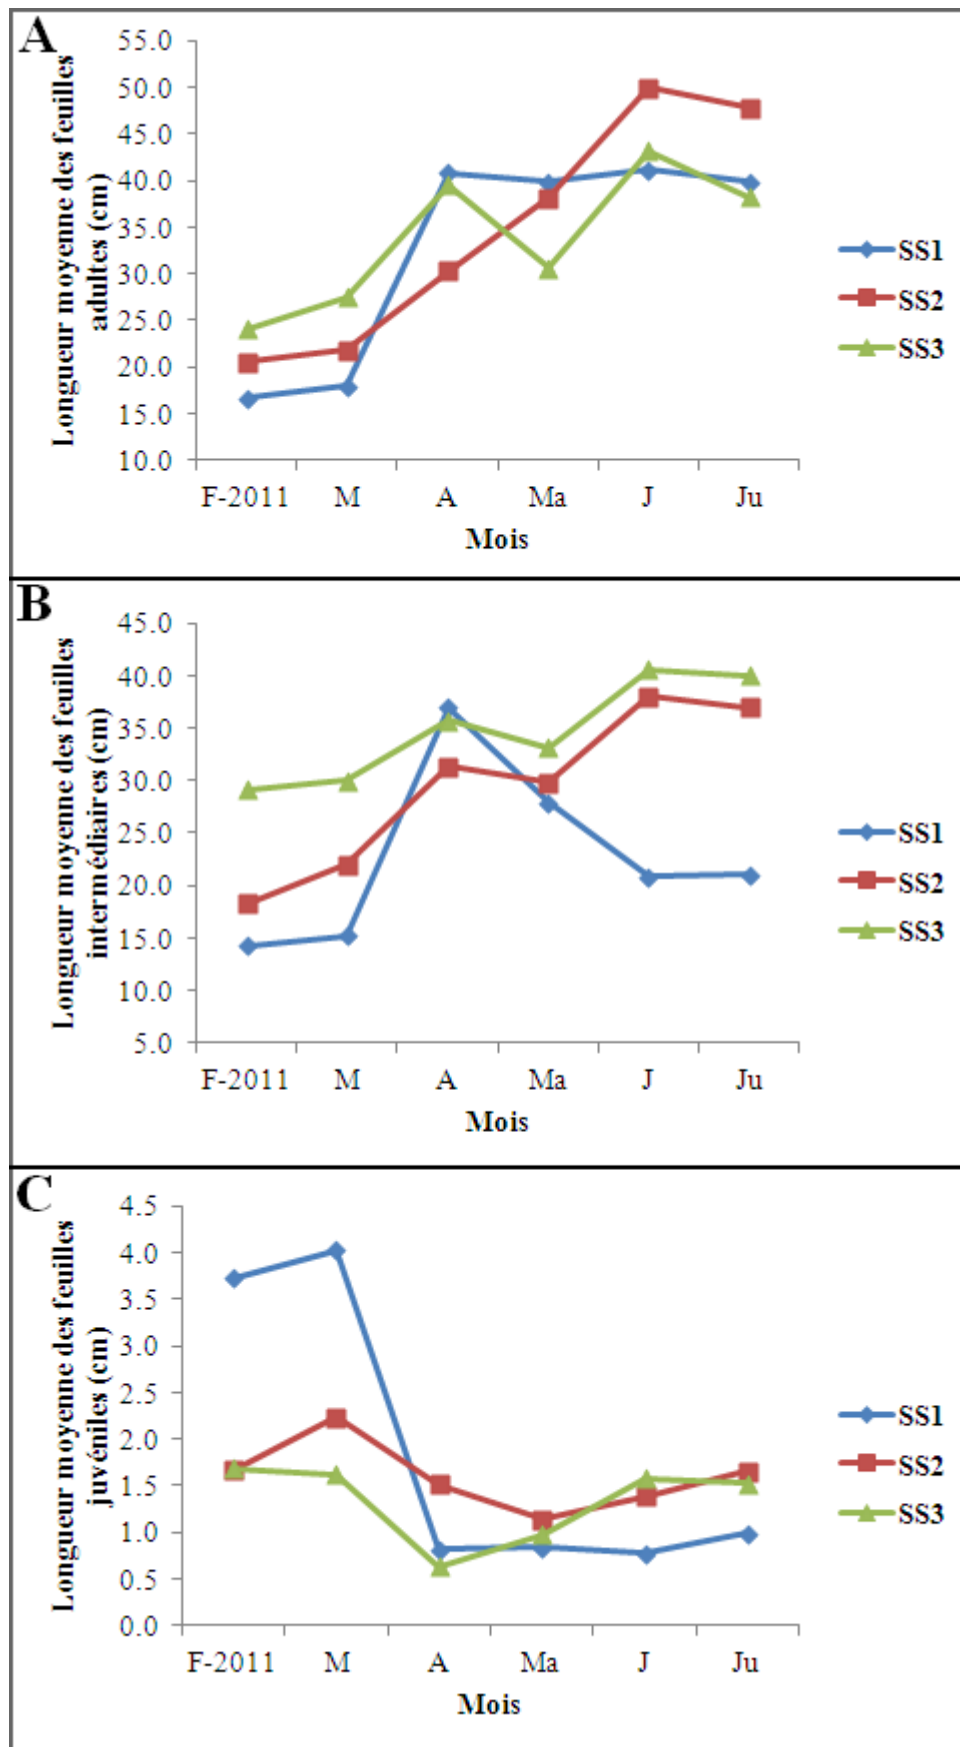 A
Longueur moyenne des feuilles
adultes (cm)
55.0
50.0
45.0
40.0
35.0
30.0
25.0
20.0
15.0
10.0
F-2011 M A Ma J Ju
Mois
SS1
SS2
SS3
B
Longueur moyenne des feuilles
intermédiaires (cm)
45.0
40.0
35.0
30.0
25.0
20.0
15.0
10.0
5.0
F-2011 M A Ma J Ju
Mois
SS1
SS2
SS3
C
Longueur moyenne des feuilles
juvéniles (cm)
4.5
4.0
3.5
3.0
2.5
2.0
1.5
1.0
0.5
0.0
F-2011 M A Ma J Ju
Mois
SS1
SS2
SS3